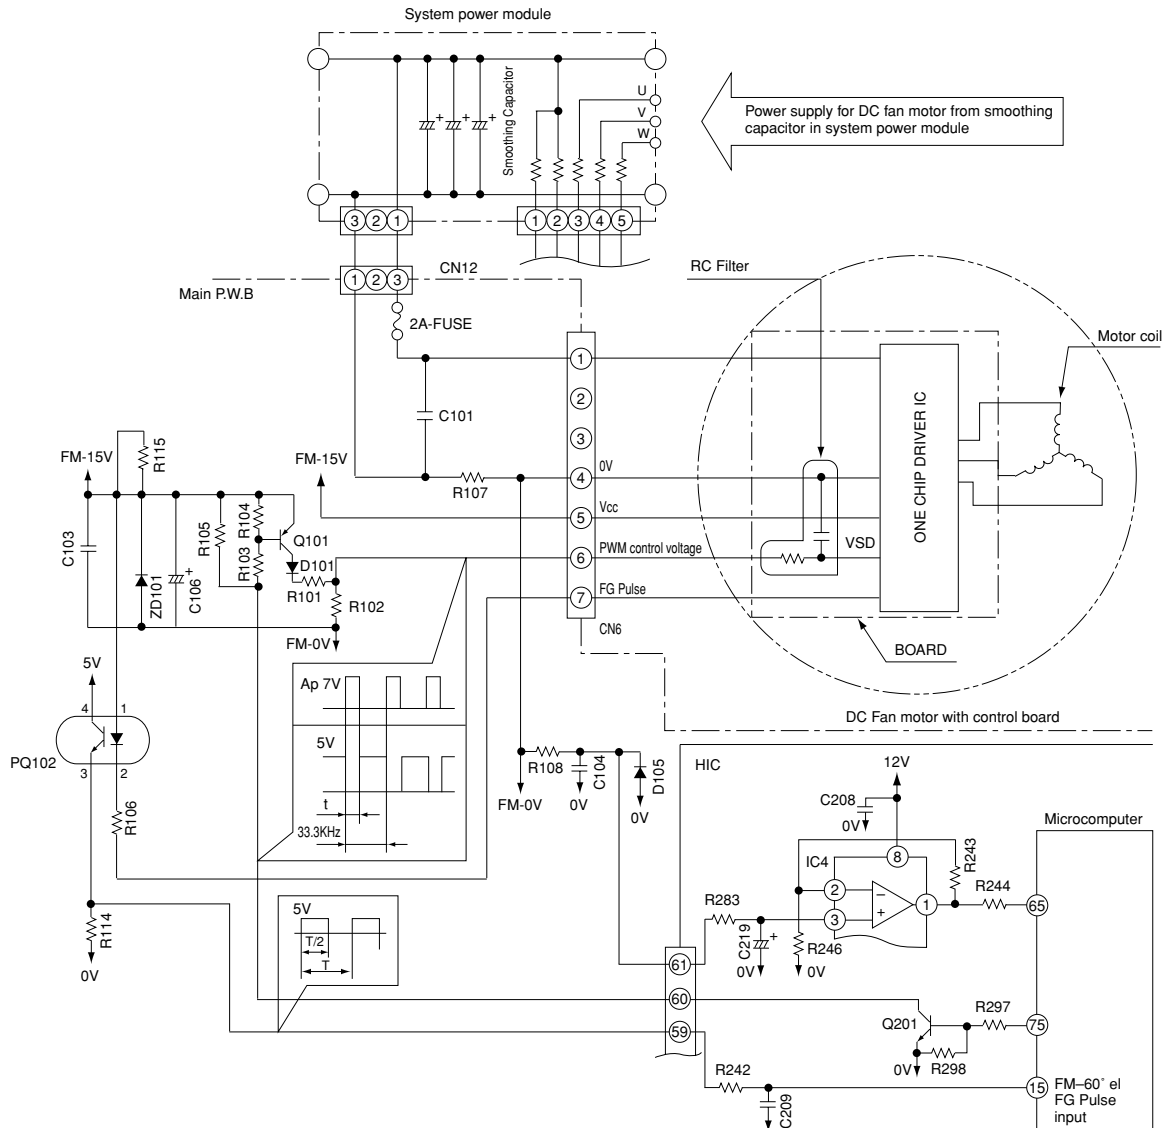 System power module
U
V
W
+
+
+
Smoothing Capacitor
Power supply for DC fan motor from smoothing
capacitor in system power module
3
2
1
1
2
3
4
5
CN12
1
2
3
Main P.W.B
2A-FUSE
RC Filter
Motor coil
1
2
3
4
5
6
7
C101
R107
0V
Vcc
PWM control voltage
FG Pulse
CN6
VSD
ONE CHIP DRIVER IC
BOARD
DC Fan motor with control board
FM-15V
R115
FM-15V
C103
ZD101
+
C106
R105
R104
R103
Q101
D101
R101
R102
FM-0V
5V
4
1
PQ102
3
2
R106
R114
0V
Ap 7V
5V
t
33.3KHz
5V
T/2
T
R108
C104
D105
FM-0V
0V
0V
HIC
12V
C208
0V
IC4
8
2
−
3
+
1
R243
R244
Microcomputer
65
R283
C219
+
0V
R246
0V
61
60
59
Q201
R297
75
0V
R298
R242
C209
15
FM–60˚ el
FG Pulse
input